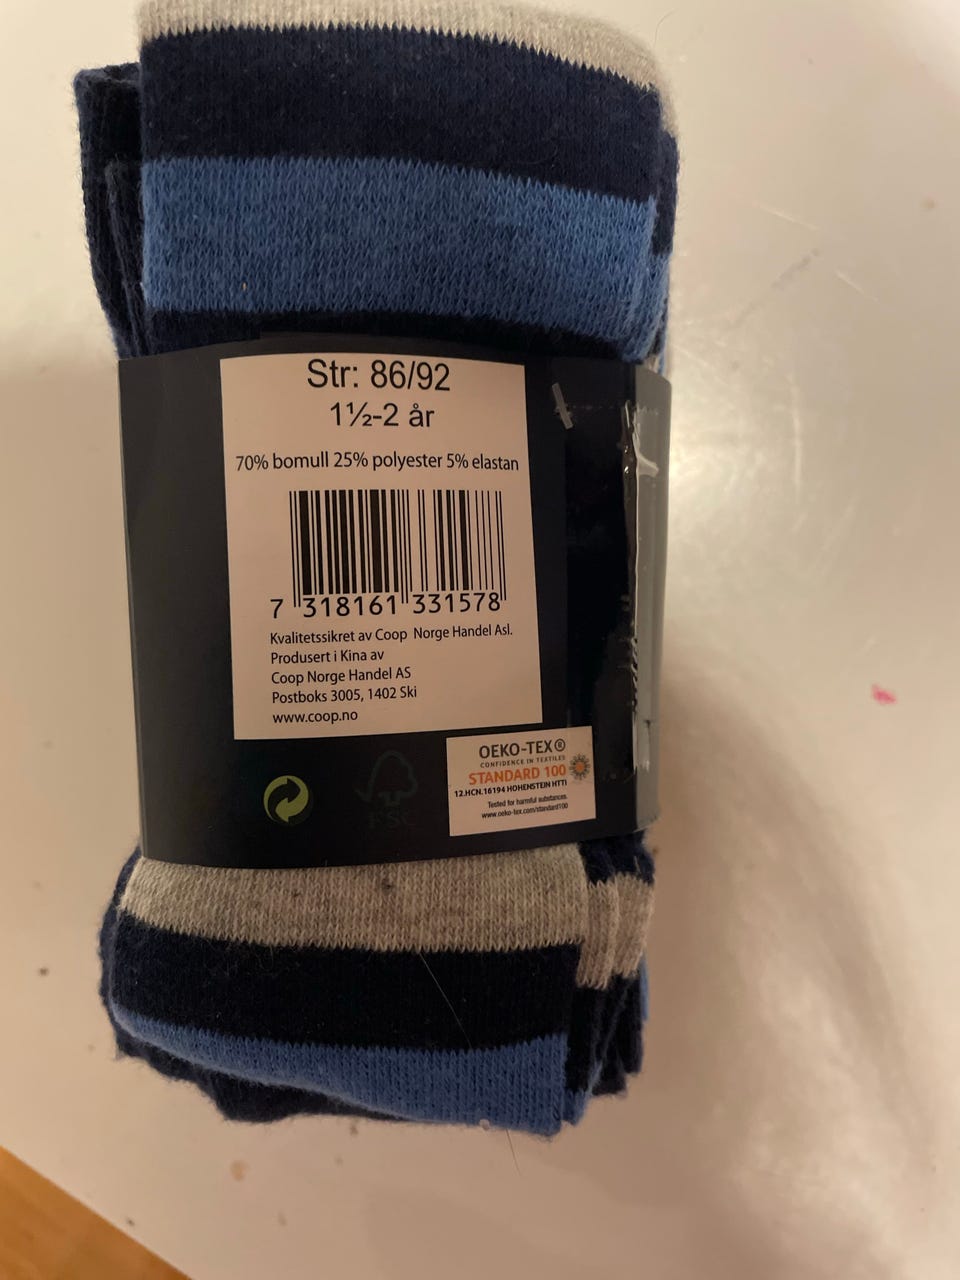 Str: 86/92
1½-2 år
70% bomull 25% polyester 5% elastan
7 318161 331578
Kvalitetssikret av Coop Norge Handel Asl.
Produsert i Kina av
Coop Norge Handel AS
Postboks 3005, 1402 Ski
www.coop.no
FSC
OEKO-TEX®
CONFIDENCE IN TEXTILES
STANDARD 100
12.HCN.16194 HOHENSTEIN HTTI
Tested for harmful substances.
www.oeko-tex.com/standard100